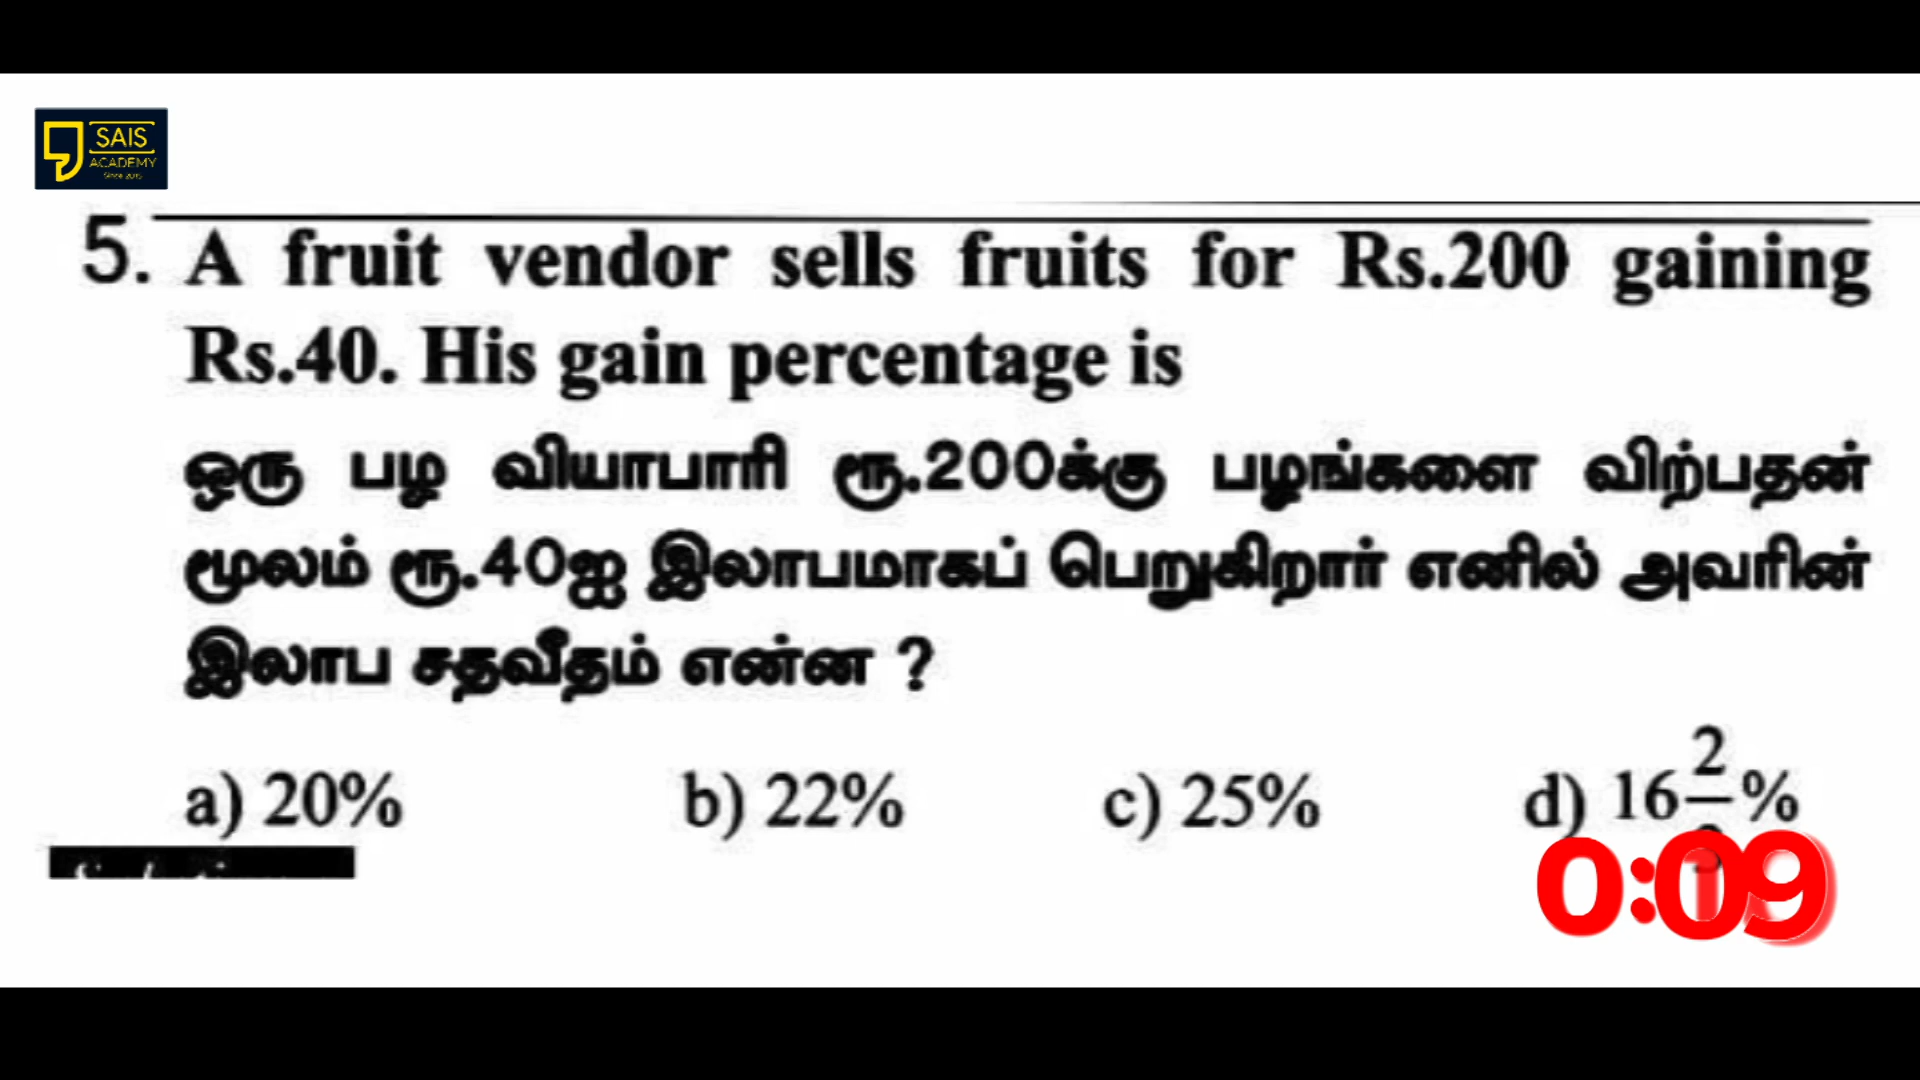 SAIS
ACADEMY
Since 2015
5. A fruit vendor sells fruits for Rs.200 gaining
Rs.40. His gain percentage is
ஒரு பழ வியாபாரி ரூ.200க்கு பழங்களை விற்பதன்
மூலம் ரூ.40ஐ இலாபமாகப் பெறுகிறார் எனில் அவரின்
இலாப சதவீதம் என்ன ?
a) 20% b) 22% c) 25% d) 16 2/3 %
0:09